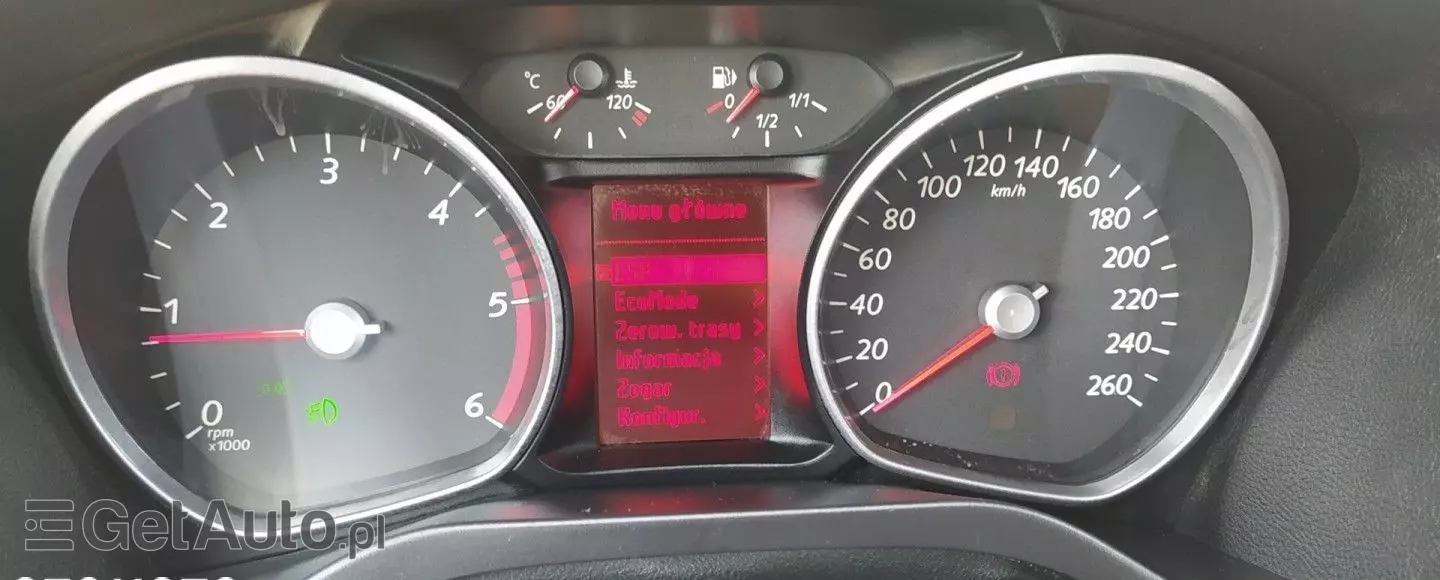 °C
60 120
0 1/2 1/1
0 1 2 3 4 5 6
rpm
x1000
Menu główne
ESP
EcoMode >
Zerow. trasy >
Informacje >
Zegar >
Konfigur. >
0 20 40 60 80 100 120 140 160 180 200 220 240 260
km/h
GetAuto.pl